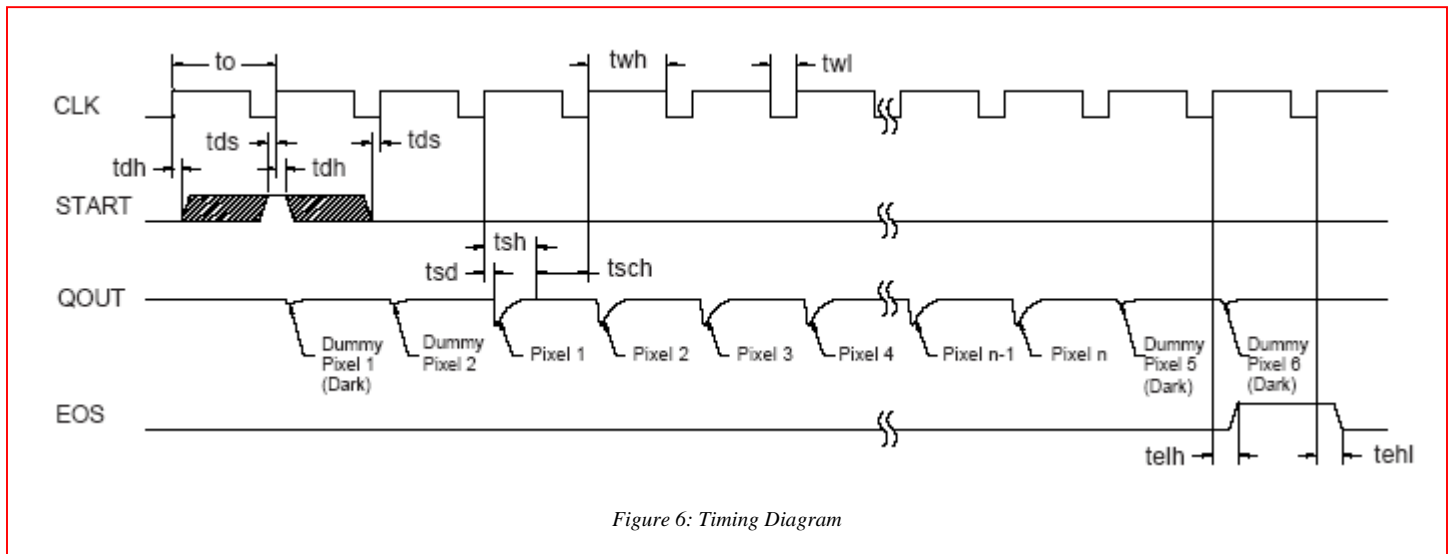 to
twh
twl
CLK
tds
tds
tdh
tdh
START
tsh
tsd
tsch
QOUT
Dummy
Pixel 1
(Dark)
Dummy
Pixel 2
Pixel 1
Pixel 2
Pixel 3
Pixel 4
Pixel n-1
Pixel n
Dummy
Pixel 5
(Dark)
Dummy
Pixel 6
(Dark)
EOS
telh
tehl
Figure 6: Timing Diagram